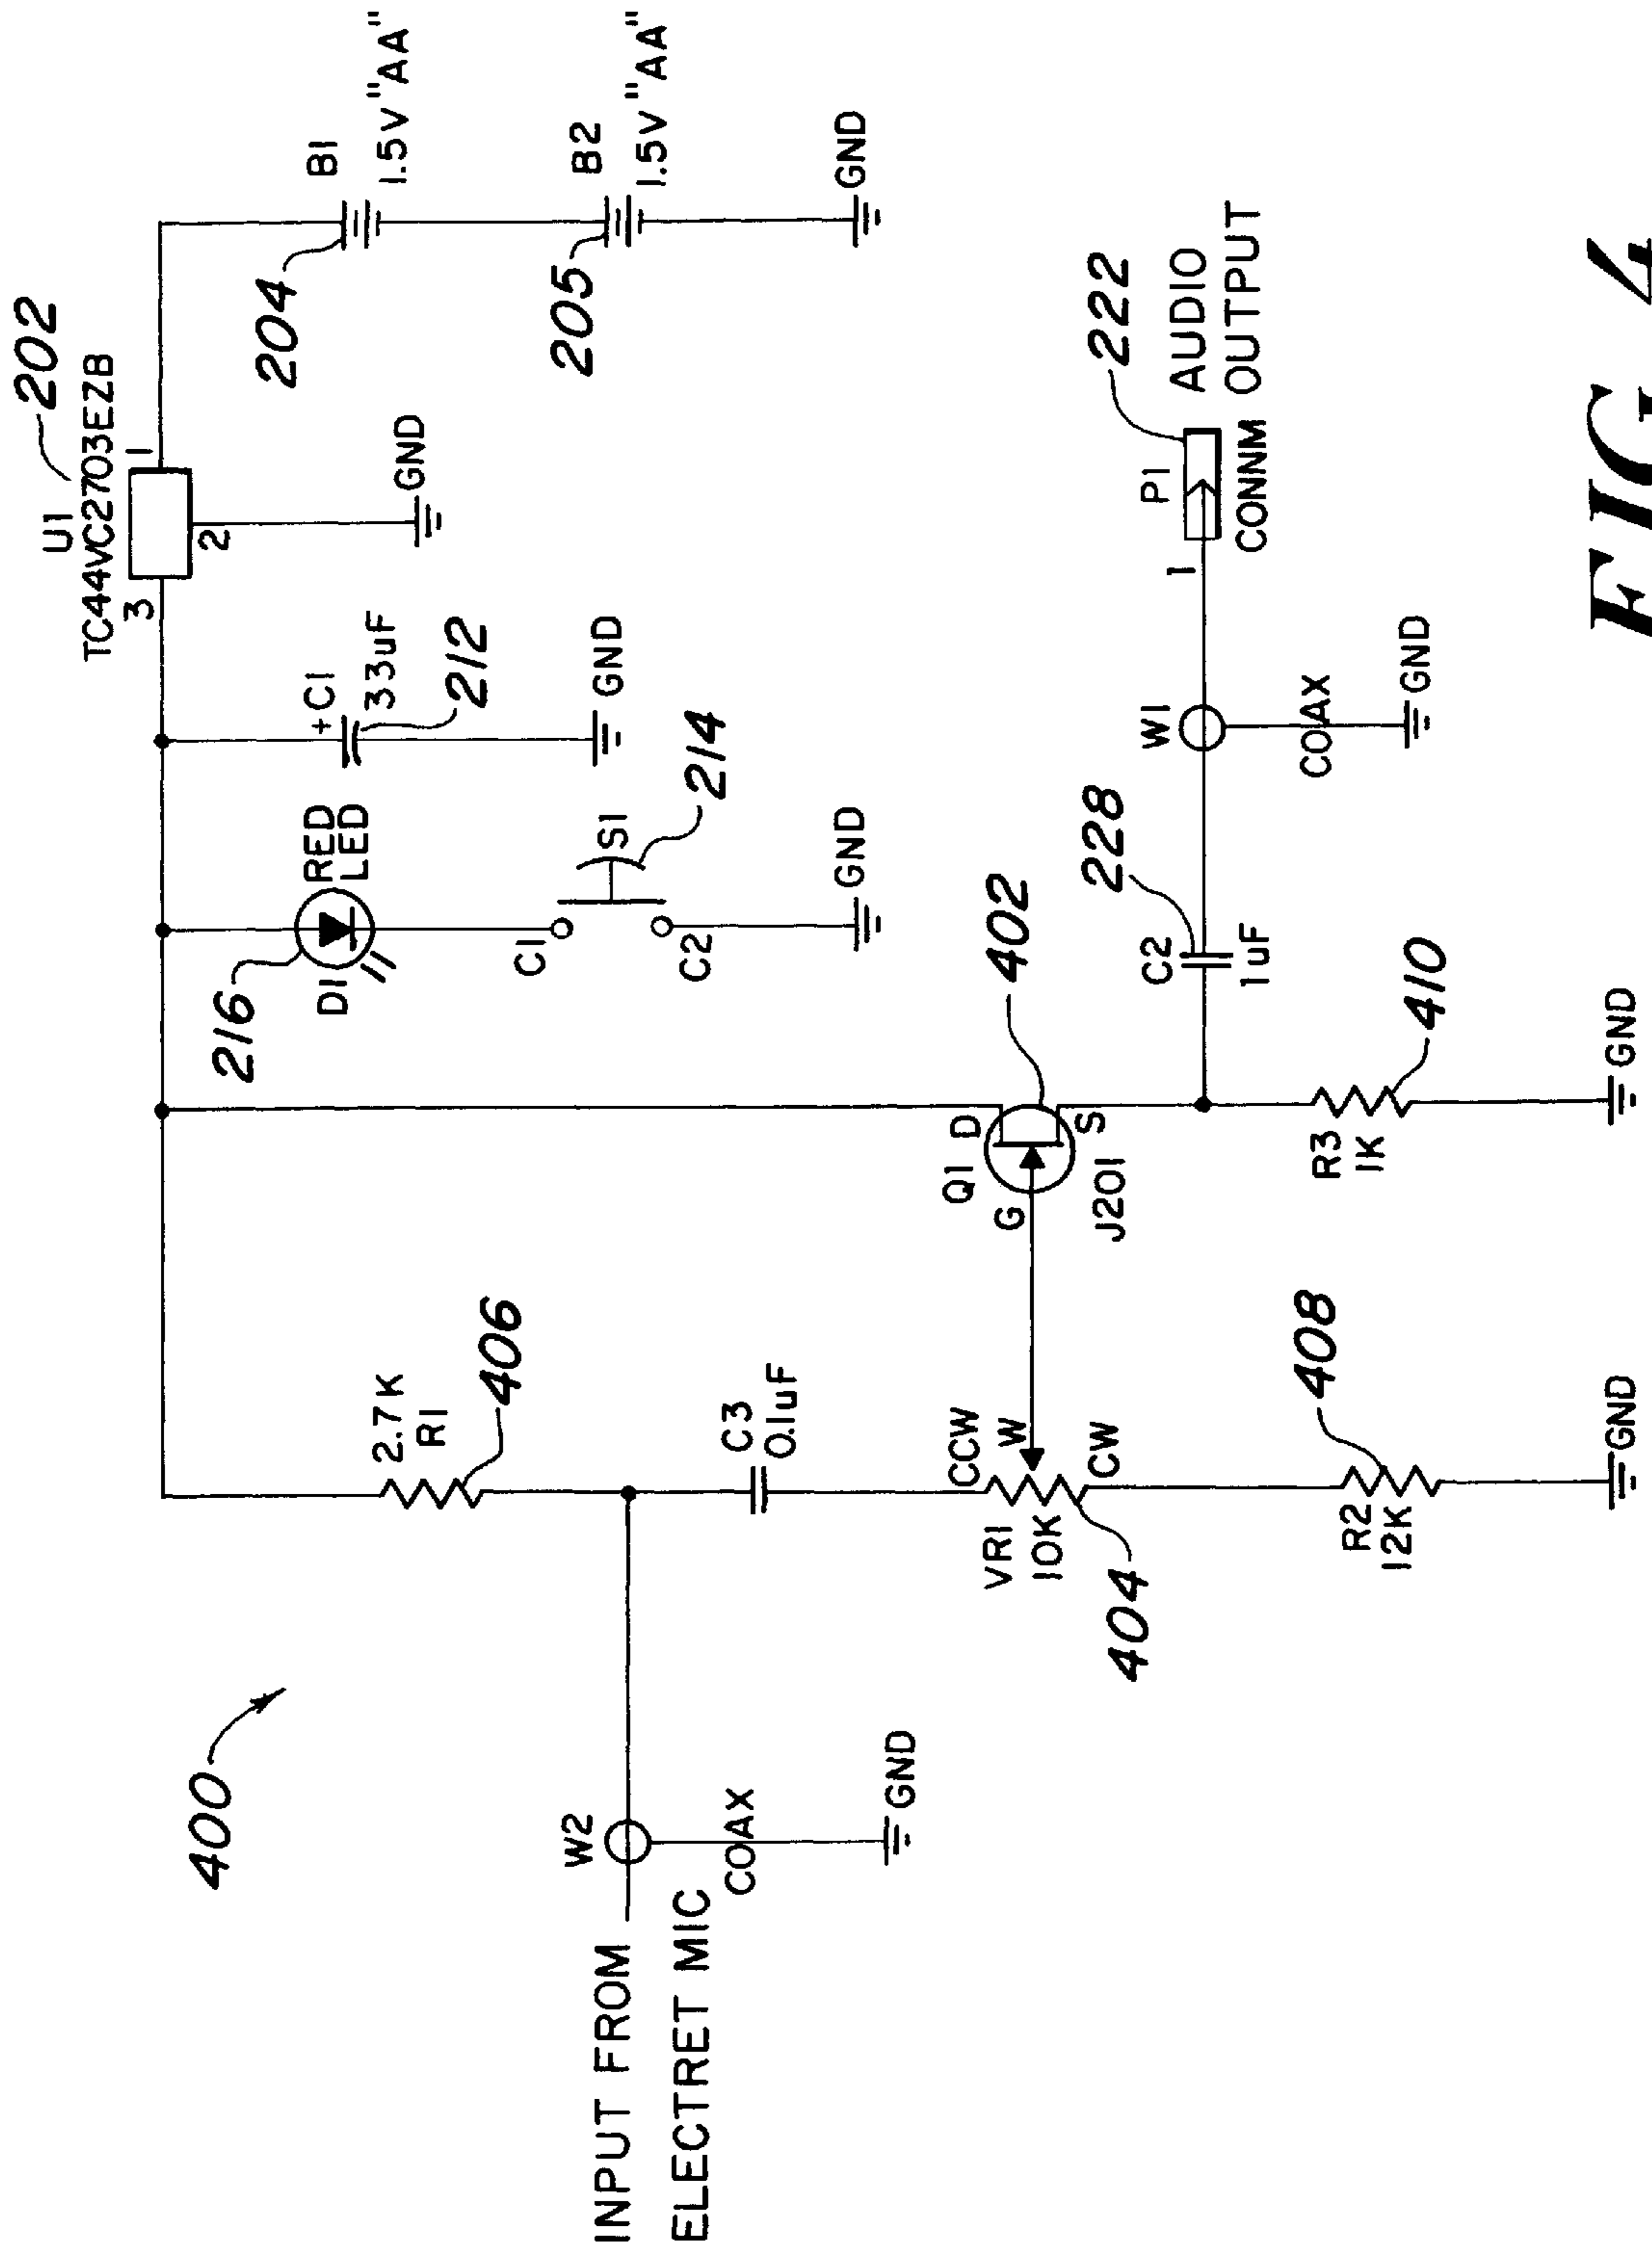 400
INPUT FROM
ELECTRET MIC
W2
COAX
GND
2.7K
R1
406
C3
0.1uF
CCW
W
CW
VR1
10K
404
R2
12K
408
GND
Q1
D
G
S
J201
402
R3
1K
410
GND
216
D1
RED
LED
C1
S1
C2
214
GND
+C1
33uF
212
GND
U1
TC44VC2703EZB
202
3
1
2
GND
204
B1
1.5V "AA"
205
B2
1.5V "AA"
GND
C2
1uF
228
W1
COAX
GND
1
P1
CONNM
222
AUDIO
OUTPUT
FIG 4